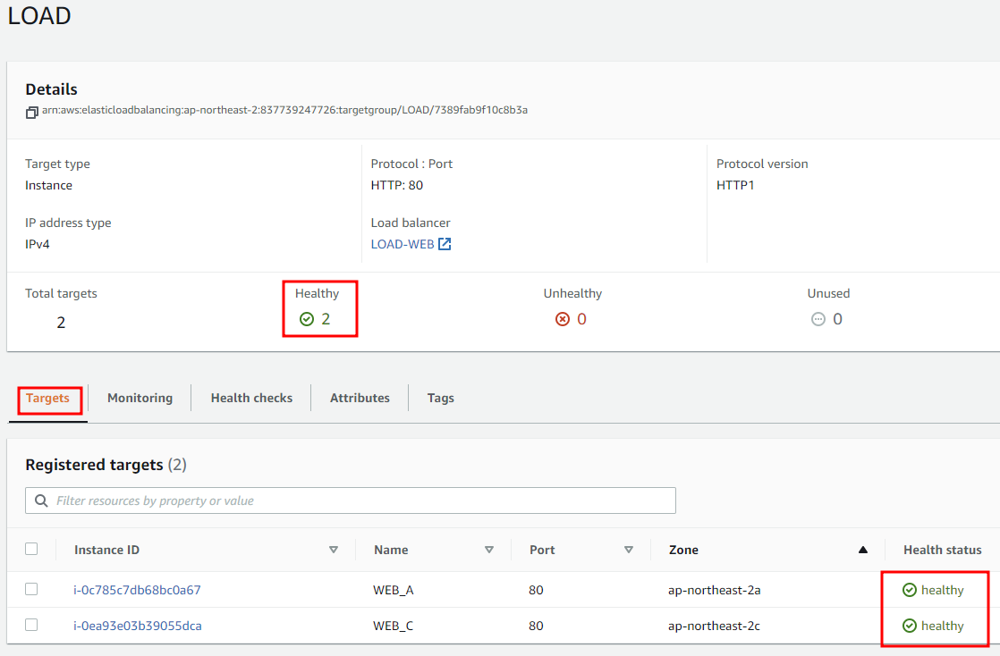 LOAD
Details
arn:aws:elasticloadbalancing:ap-northeast-2:837739247726:targetgroup/LOAD/7389fab9f10c8b3a
Target type
Protocol : Port
Protocol version
Instance
HTTP: 80
HTTP1
IP address type
Load balancer
IPv4
LOAD-WEB
Total targets
Healthy
Unhealthy
Unused
2
2
0
0
Targets
Monitoring
Health checks
Attributes
Tags
Registered targets (2)
Filter resources by property or value
Instance ID
Name
Port
Zone
Health status
i-0c785c7db68bc0a67
WEB_A
80
ap-northeast-2a
healthy
i-0ea93e03b39055dca
WEB_C
80
ap-northeast-2c
healthy